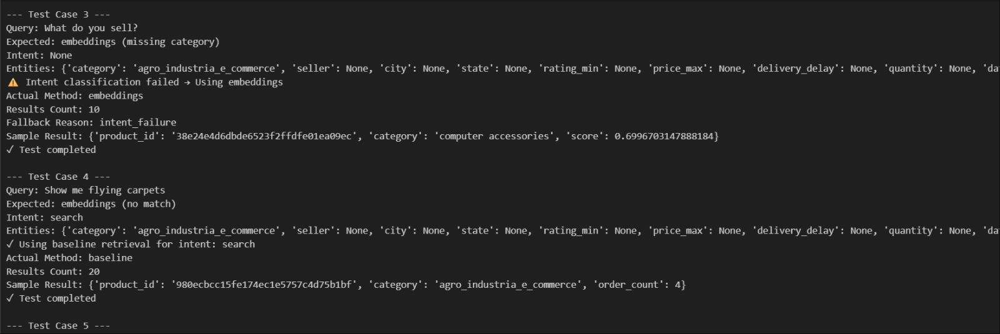 --- Test Case 3 ---
Query: What do you sell?
Expected: embeddings (missing category)
Intent: None
Entities: {'category': 'agro_industria_e_commerce', 'seller': None, 'city': None, 'state': None, 'rating_min': None, 'price_max': None, 'delivery_delay': None, 'quantity': None, 'da
⚠️ Intent classification failed → Using embeddings
Actual Method: embeddings
Results Count: 10
Fallback Reason: intent_failure
Sample Result: {'product_id': '38e24e4d6dbde6523f2ffdfe01ea09ec', 'category': 'computer accessories', 'score': 0.6996703147888184}
✓ Test completed
--- Test Case 4 ---
Query: Show me flying carpets
Expected: embeddings (no match)
Intent: search
Entities: {'category': 'agro_industria_e_commerce', 'seller': None, 'city': None, 'state': None, 'rating_min': None, 'price_max': None, 'delivery_delay': None, 'quantity': None, 'da
✓ Using baseline retrieval for intent: search
Actual Method: baseline
Results Count: 20
Sample Result: {'product_id': '980ecbcc15fe174ec1e5757c4d75b1bf', 'category': 'agro_industria_e_commerce', 'order_count': 4}
✓ Test completed
--- Test Case 5 ---